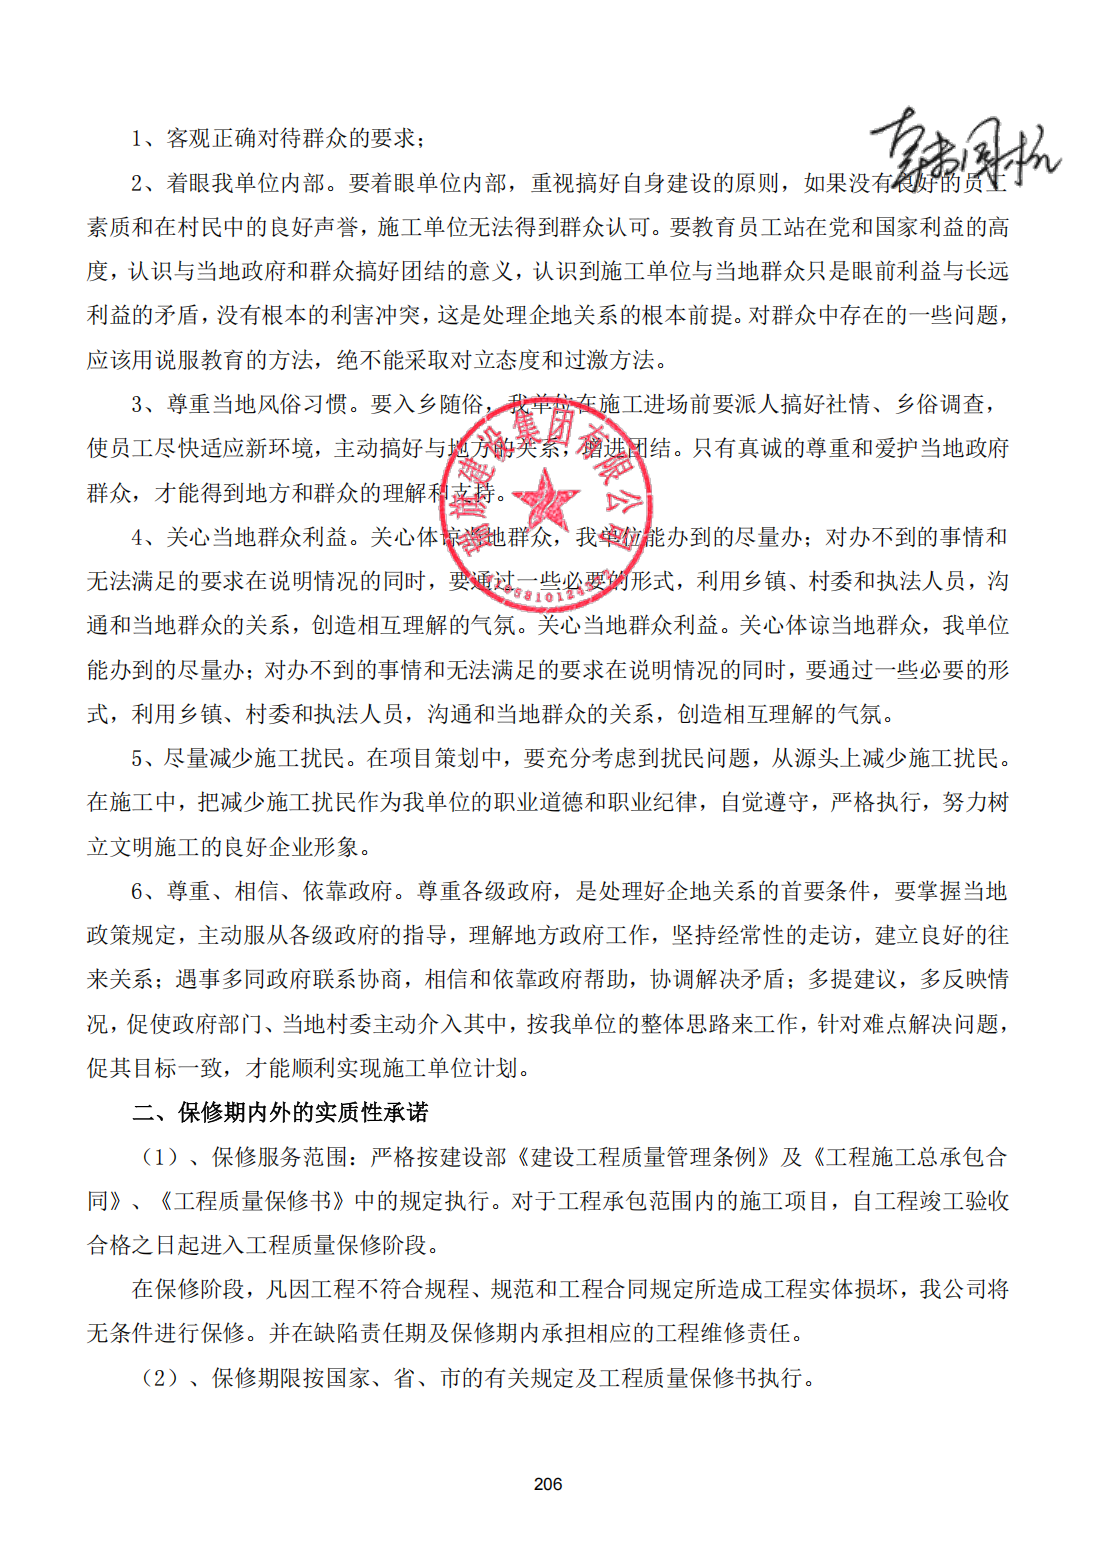 1、客观正确对待群众的要求；
2、着眼我单位内部。要着眼单位内部，重视搞好自身建设的原则，如果没有良好的员工
素质和在村民中的良好声誉，施工单位无法得到群众认可。要教育员工站在党和国家利益的高
度，认识与当地政府和群众搞好团结的意义，认识到施工单位与当地群众只是眼前利益与长远
利益的矛盾，没有根本的利害冲突，这是处理企地关系的根本前提。对群众中存在的一些问题，
应该用说服教育的方法，绝不能采取对立态度和过激方法。
3、尊重当地风俗习惯。要入乡随俗，我单位在施工进场前要派人搞好社情、乡俗调查，
使员工尽快适应新环境，主动搞好与地方的关系，增进团结。只有真诚的尊重和爱护当地政府
群众，才能得到地方和群众的理解和支持。
4、关心当地群众利益。关心体谅当地群众，我单位能办到的尽量办；对办不到的事情和
无法满足的要求在说明情况的同时，要通过一些必要的形式，利用乡镇、村委和执法人员，沟
通和当地群众的关系，创造相互理解的气氛。关心当地群众利益。关心体谅当地群众，我单位
能办到的尽量办；对办不到的事情和无法满足的要求在说明情况的同时，要通过一些必要的形
式，利用乡镇、村委和执法人员，沟通和当地群众的关系，创造相互理解的气氛。
5、尽量减少施工扰民。在项目策划中，要充分考虑到扰民问题，从源头上减少施工扰民。
在施工中，把减少施工扰民作为我单位的职业道德和职业纪律，自觉遵守，严格执行，努力树
立文明施工的良好企业形象。
6、尊重、相信、依靠政府。尊重各级政府，是处理好企地关系的首要条件，要掌握当地
政策规定，主动服从各级政府的指导，理解地方政府工作，坚持经常性的走访，建立良好的往
来关系；遇事多同政府联系协商，相信和依靠政府帮助，协调解决矛盾；多提建议，多反映情
况，促使政府部门、当地村委主动介入其中，按我单位的整体思路来工作，针对难点解决问题，
促其目标一致，才能顺利实现施工单位计划。
二、保修期内外的实质性承诺
（1）、保修服务范围：严格按建设部《建设工程质量管理条例》及《工程施工总承包合
同》、《工程质量保修书》中的规定执行。对于工程承包范围内的施工项目，自工程竣工验收
合格之日起进入工程质量保修阶段。
在保修阶段，凡因工程不符合规程、规范和工程合同规定所造成工程实体损坏，我公司将
无条件进行保修。并在缺陷责任期及保修期内承担相应的工程维修责任。
（2）、保修期限按国家、省、市的有关规定及工程质量保修书执行。
旗建设集团有限公司
206